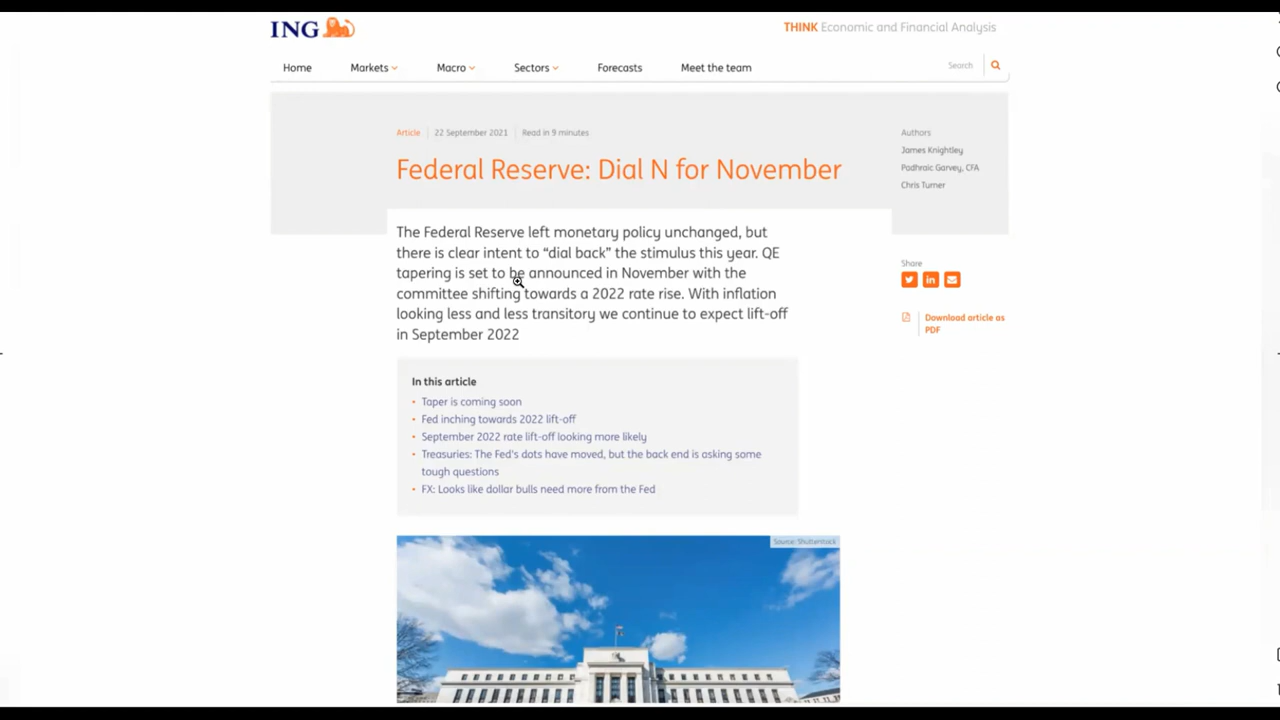 ING
THINK Economic and Financial Analysis
Home
Markets
Macro
Sectors
Forecasts
Meet the team
Search
Article
22 September 2021
Read in 9 minutes
Federal Reserve: Dial N for November
Authors
James Knightley
Padhraic Garvey, CFA
Chris Turner
The Federal Reserve left monetary policy unchanged, but
there is clear intent to “dial back” the stimulus this year. QE
tapering is set to be announced in November with the
committee shifting towards a 2022 rate rise. With inflation
looking less and less transitory we continue to expect lift-off
in September 2022
Share
Download article as
PDF
In this article
Taper is coming soon
Fed inching towards 2022 lift-off
September 2022 rate lift-off looking more likely
Treasuries: The Fed's dots have moved, but the back end is asking some
tough questions
FX: Looks like dollar bulls need more from the Fed
Source: Shutterstock